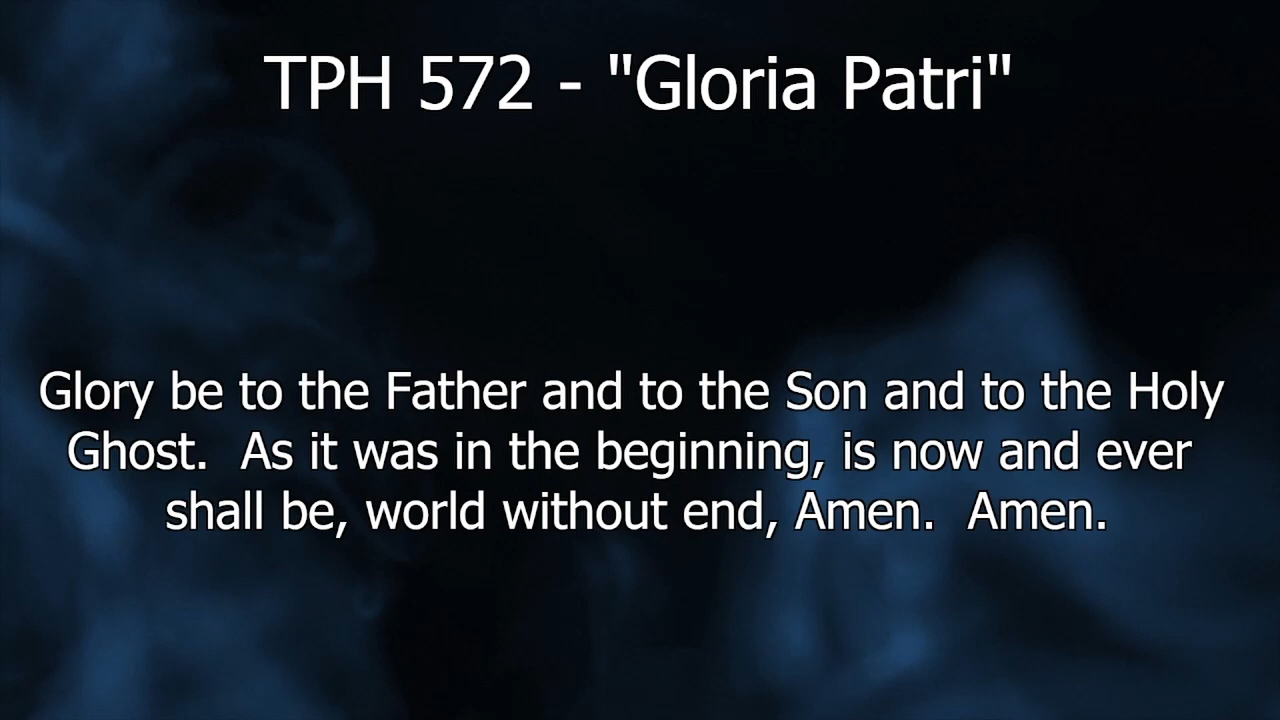 TPH 572 - "Gloria Patri"
Glory be to the Father and to the Son and to the Holy
Ghost.  As it was in the beginning, is now and ever
shall be, world without end, Amen.  Amen.